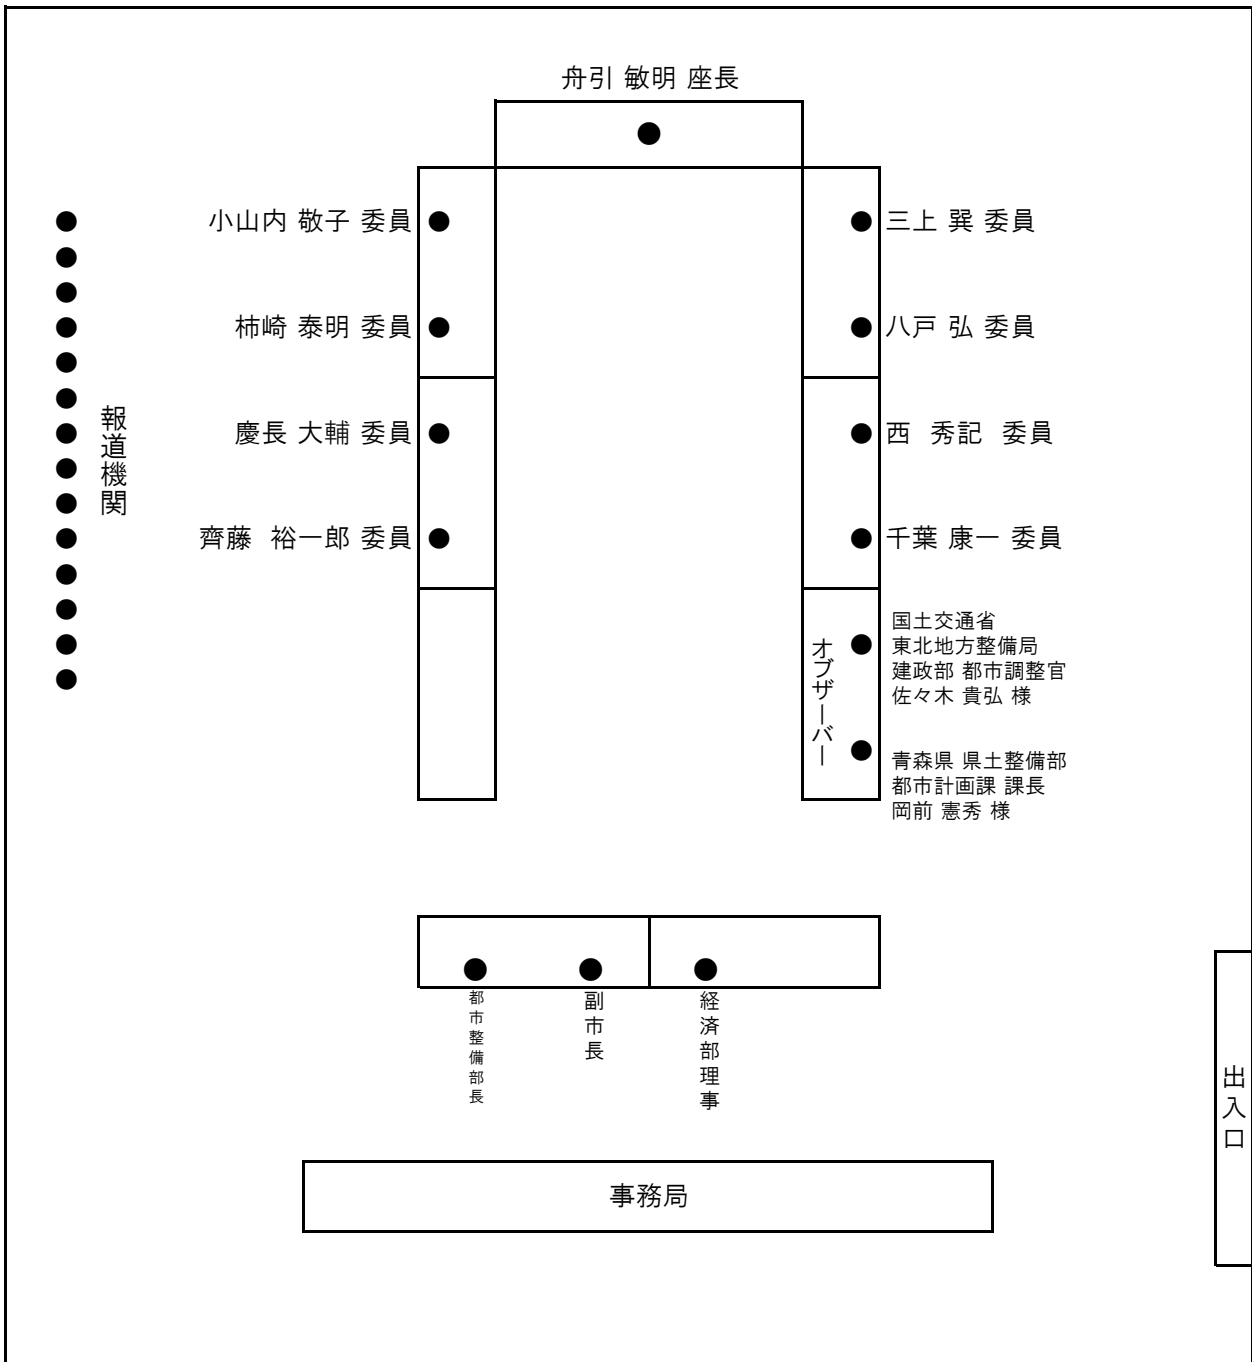 舟引 敏明 座長
小山内 敬子 委員
三上 巽 委員
柿崎 泰明 委員
八戸 弘 委員
報道機関
慶長 大輔 委員
西 秀記 委員
齊藤 裕一郎 委員
千葉 康一 委員
オブザーバー
国土交通省
東北地方整備局
建政部 都市調整官
佐々木 貴弘 様
青森県 県土整備部
都市計画課 課長
岡前 憲秀 様
都市整備部長
副市長
経済部理事
出入口
事務局